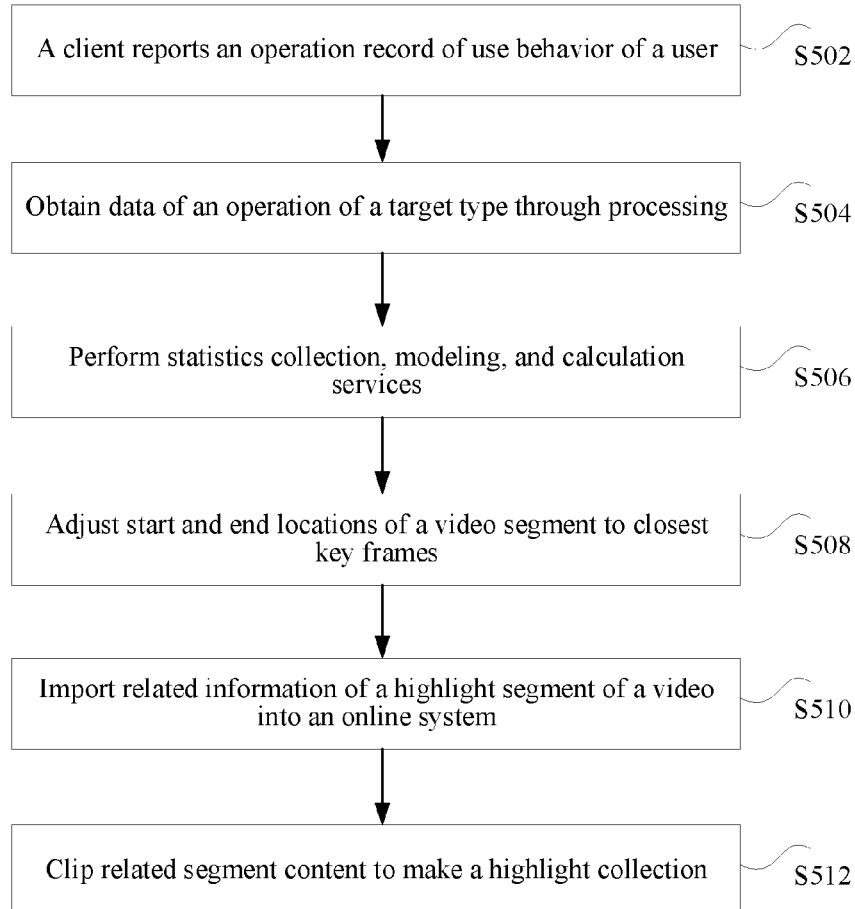 A client reports an operation record of use behavior of a user
S502
Obtain data of an operation of a target type through processing
S504
Perform statistics collection, modeling, and calculation
services
S506
Adjust start and end locations of a video segment to closest
key frames
S508
Import related information of a highlight segment of a video
into an online system
S510
Clip related segment content to make a highlight collection
S512